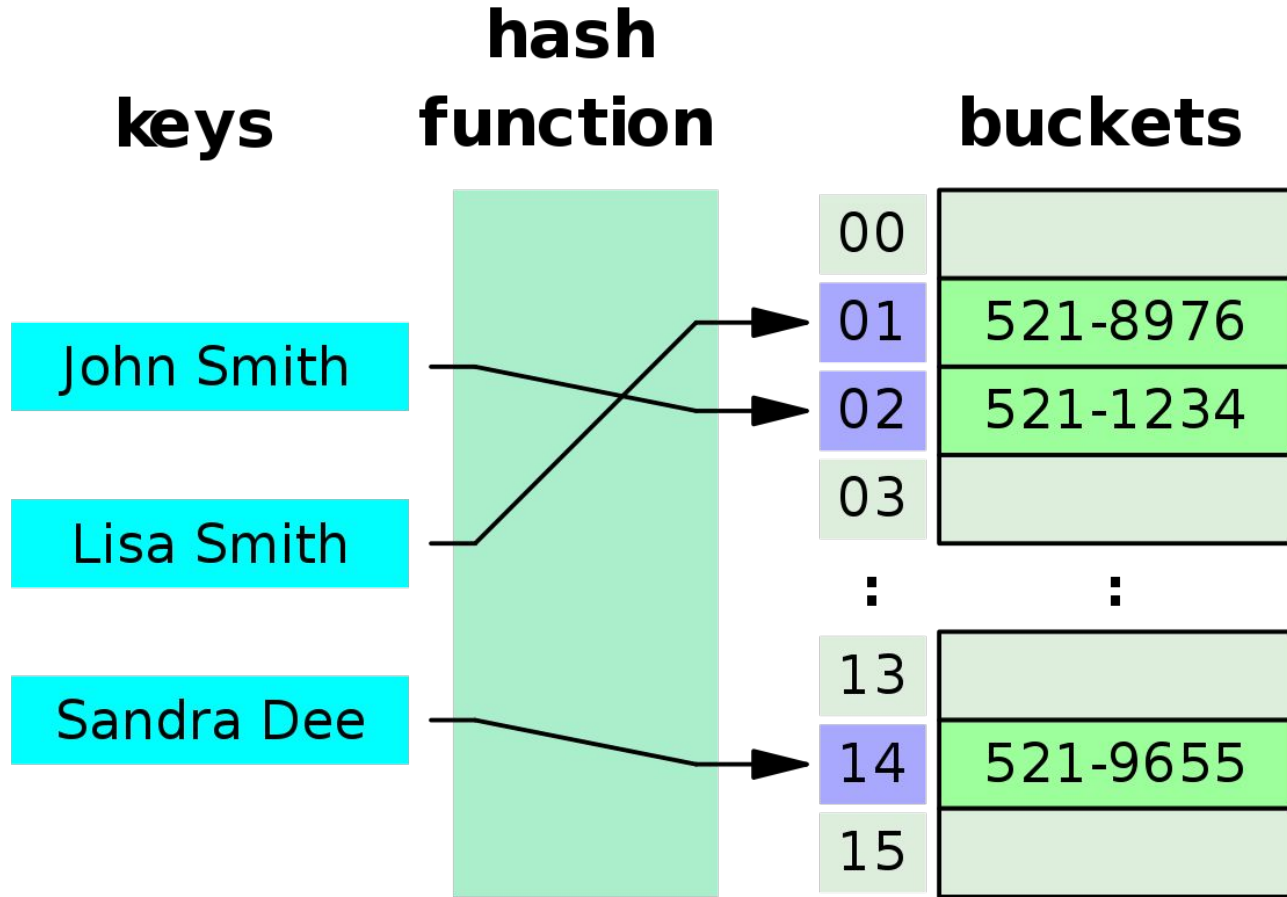 keys
hash
function
buckets
John Smith
Lisa Smith
Sandra Dee
00
01 521-8976
02 521-1234
03
: :
13
14 521-9655
15